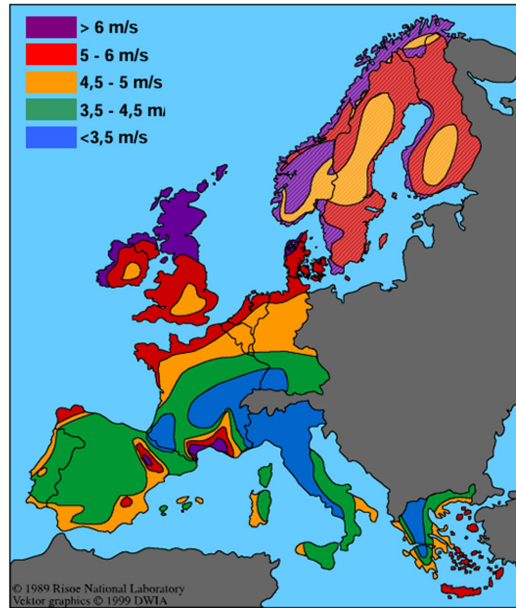 > 6 m/s
5 - 6 m/s
4,5 - 5 m/s
3,5 - 4,5 m/
<3,5 m/s
© 1989 Risoe National Laboratory
Vektor graphics © 1999 DWIA